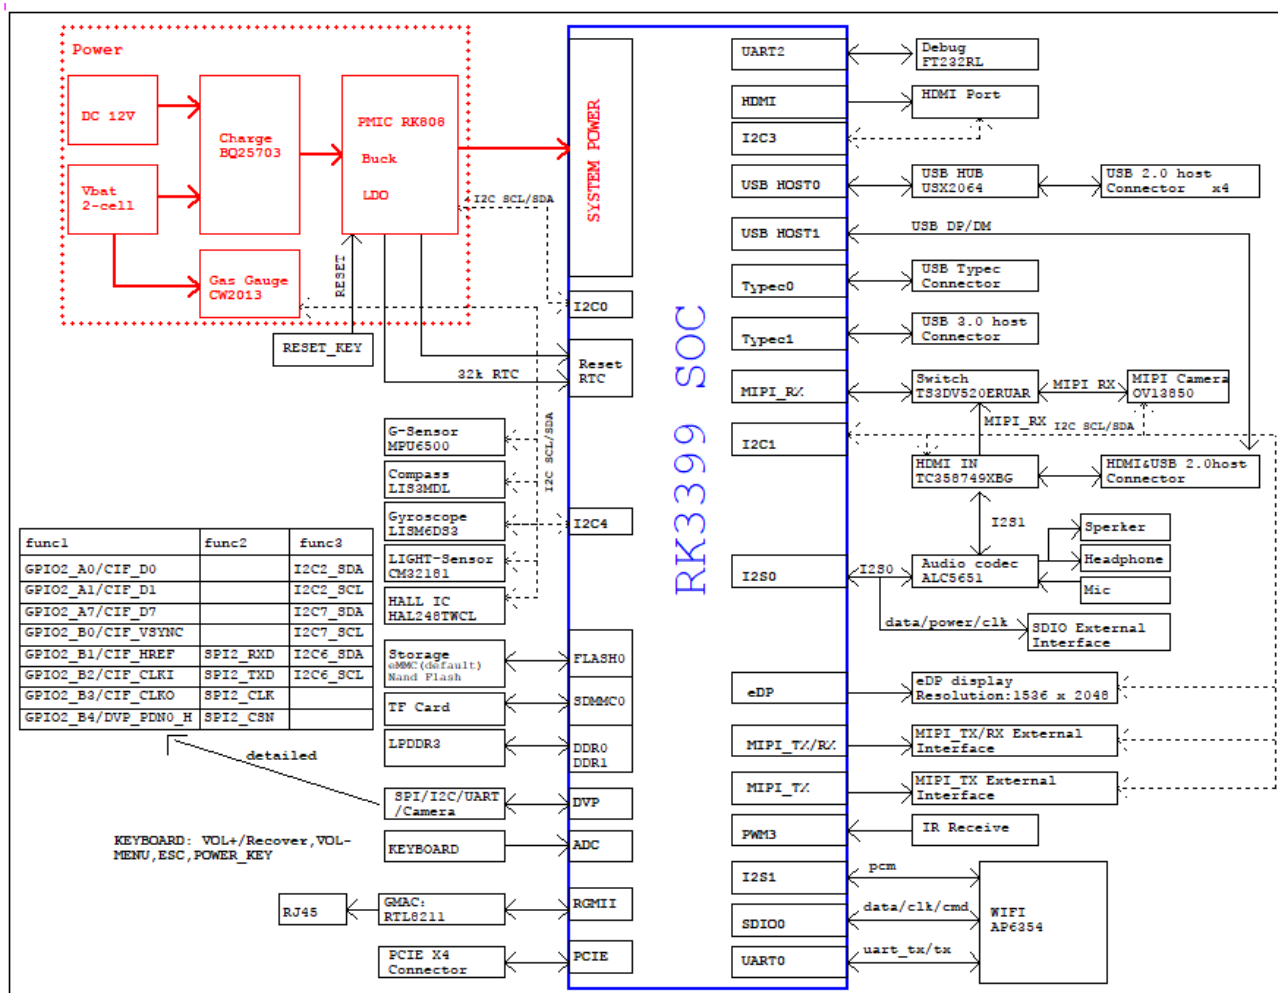 Power
DC 12V
Vbat
2-cell
Charge
BQ25703
PMIC RK808
Buck
LDO
Gas Gauge
CW2013
RESET
RESET_KEY
I2C SCL/SDA
32k RTC
SYSTEM POWER
I2C0
Reset
RTC
I2C SCL/SDA
G-Sensor
MPU6500
Compass
LIS3MDL
Gyroscope
LISM6DS3
LIGHT-Sensor
CM32181
HALL IC
HAL248TWCL
I2C4
Storage
eMMC(default)
Nand Flash
FLASH0
TF Card
SDMMC0
LPDDR3
DDR0
DDR1
SPI/I2C/UART
/Camera
DVP
KEYBOARD: VOL+/Recover,VOL-
MENU,ESC,POWER_KEY
KEYBOARD
ADC
RJ45
GMAC:
RTL8211
RGMII
PCIE X4
Connector
PCIE
func1 func2 func3
GPIO2_A0/CIF_D0 I2C2_SDA
GPIO2_A1/CIF_D1 I2C2_SCL
GPIO2_A7/CIF_D7 I2C7_SDA
GPIO2_B0/CIF_VSYNC I2C7_SCL
GPIO2_B1/CIF_HREF SPI2_RXD I2C6_SDA
GPIO2_B2/CIF_CLKI SPI2_TXD I2C6_SCL
GPIO2_B3/CIF_CLKO SPI2_CLK
GPIO2_B4/DVP_PDN0_H SPI2_CSN
detailed
RK3399 SOC
UART2
Debug
FT232RL
HDMI
HDMI Port
I2C3
USB HOST0
USB HUB
USX2064
USB 2.0 host
Connector x4
USB HOST1
USB DP/DM
Typec0
USB Typec
Connector
Typec1
USB 3.0 host
Connector
MIPI_RX
Switch
TS3DV520ERUAR
MIPI RX
MIPI Camera
OV13850
I2C1
MIPI_RX
I2C SCL/SDA
HDMI IN
TC358749XBG
HDMI&USB 2.0host
Connector
I2S1
I2S0
I2S0
Audio codec
ALC5651
Sperker
Headphone
Mic
data/power/clk
SDIO External
Interface
eDP
eDP display
Resolution:1536 x 2048
MIPI_TX/RX
MIPI_TX/RX External
Interface
MIPI_TX
MIPI_TX External
Interface
PWM3
IR Receive
I2S1
pcm
SDIO0
data/clk/cmd
UART0
uart_tx/tx
WIFI
AP6354